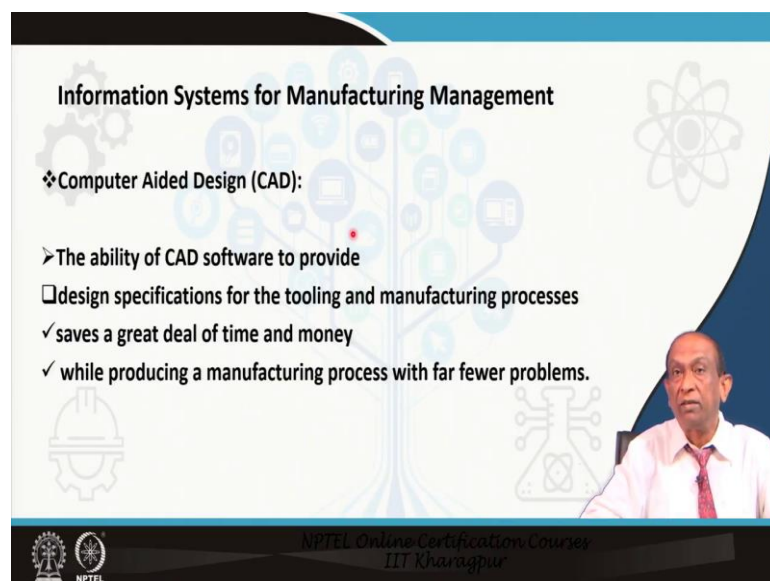 Information Systems for Manufacturing Management
❖Computer Aided Design (CAD):
➢The ability of CAD software to provide
❑design specifications for the tooling and manufacturing processes
✓saves a great deal of time and money
✓ while producing a manufacturing process with far fewer problems.
NPTEL Online Certification Courses
IIT Kharagpur
NPTEL